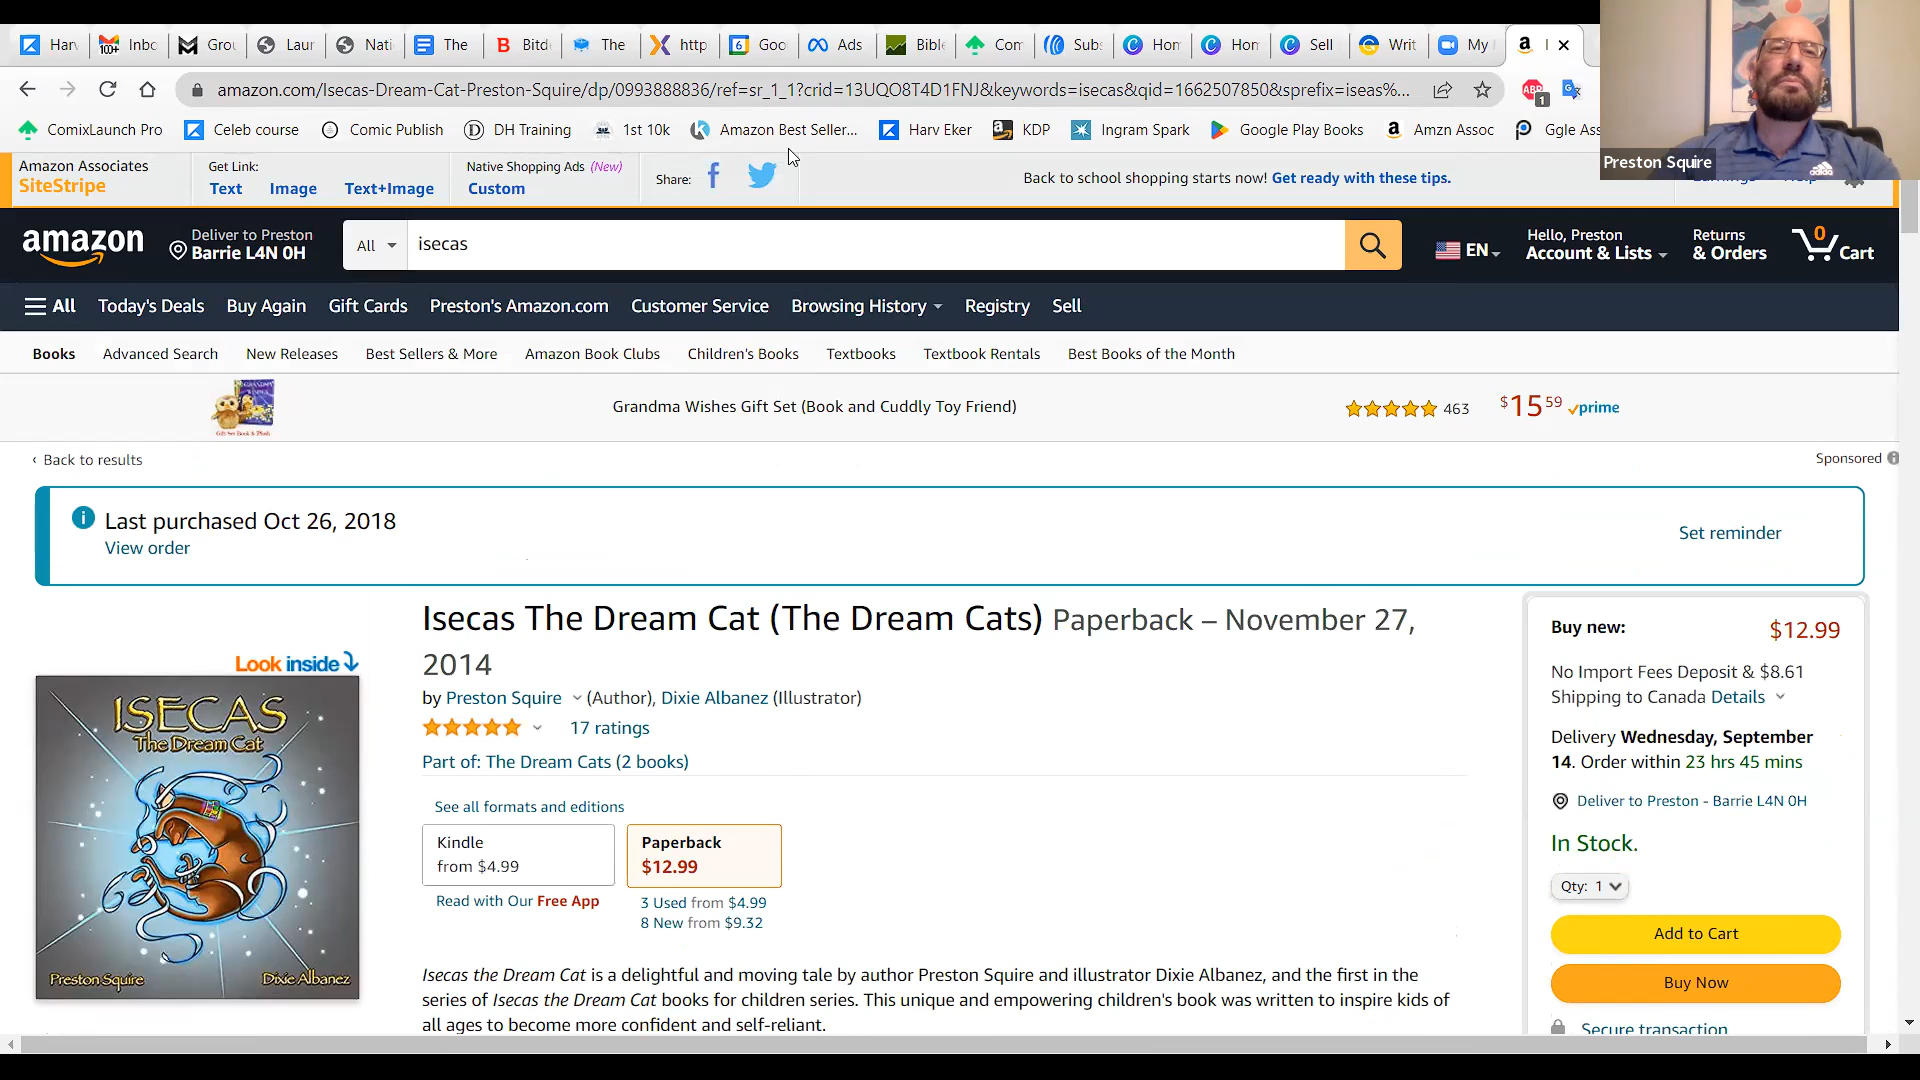 Harv
Inbo
Grou
Laur
Nati
The
Bitd
The
http
Goo
Ads
Bibl
Com
Subs
Hom
Hom
Sell
Writ
My
amazon.com/Isecas-Dream-Cat-Preston-Squire/dp/0993888836/ref=sr_1_1?crid=13UQO8T4D1FNJ&keywords=isecas&qid=1662507850&sprefix=iseas%...
ABP
1
ComixLaunch Pro
Celeb course
Comic Publish
DH Training
1st 10k
Amazon Best Seller...
Harv Eker
KDP
Ingram Spark
Google Play Books
Amzn Assoc
Ggle Ass
Preston Squire
adidas
Amazon Associates
SiteStripe
Get Link:
Text Image Text+Image
Native Shopping Ads (New)
Custom
Share:
Back to school shopping starts now! Get ready with these tips.
Earnings Help
amazon
Deliver to Preston
Barrie L4N 0H
All
isecas
EN
Hello, Preston
Account & Lists
Returns
& Orders
0
Cart
All
Today's Deals
Buy Again
Gift Cards
Preston's Amazon.com
Customer Service
Browsing History
Registry
Sell
Books
Advanced Search
New Releases
Best Sellers & More
Amazon Book Clubs
Children's Books
Textbooks
Textbook Rentals
Best Books of the Month
Grandma Wishes Gift Set (Book and Cuddly Toy Friend)
463
$15 59
prime
‹ Back to results
Sponsored
Last purchased Oct 26, 2018
View order
Set reminder
Isecas The Dream Cat (The Dream Cats) Paperback – November 27,
2014
by Preston Squire (Author), Dixie Albanez (Illustrator)
17 ratings
Part of: The Dream Cats (2 books)
Look inside
ISECAS
The Dream Cat
Preston Squire
Dixie Albanez
See all formats and editions
Kindle
from $4.99
Paperback
$12.99
Read with Our Free App
3 Used from $4.99
8 New from $9.32
Isecas the Dream Cat is a delightful and moving tale by author Preston Squire and illustrator Dixie Albanez, and the first in the
series of Isecas the Dream Cat books for children series. This unique and empowering children's book was written to inspire kids of
all ages to become more confident and self-reliant.
Buy new:
$12.99
No Import Fees Deposit & $8.61
Shipping to Canada Details
Delivery Wednesday, September
14. Order within 23 hrs 45 mins
Deliver to Preston - Barrie L4N 0H
In Stock.
Qty: 1
Add to Cart
Buy Now
Secure transaction